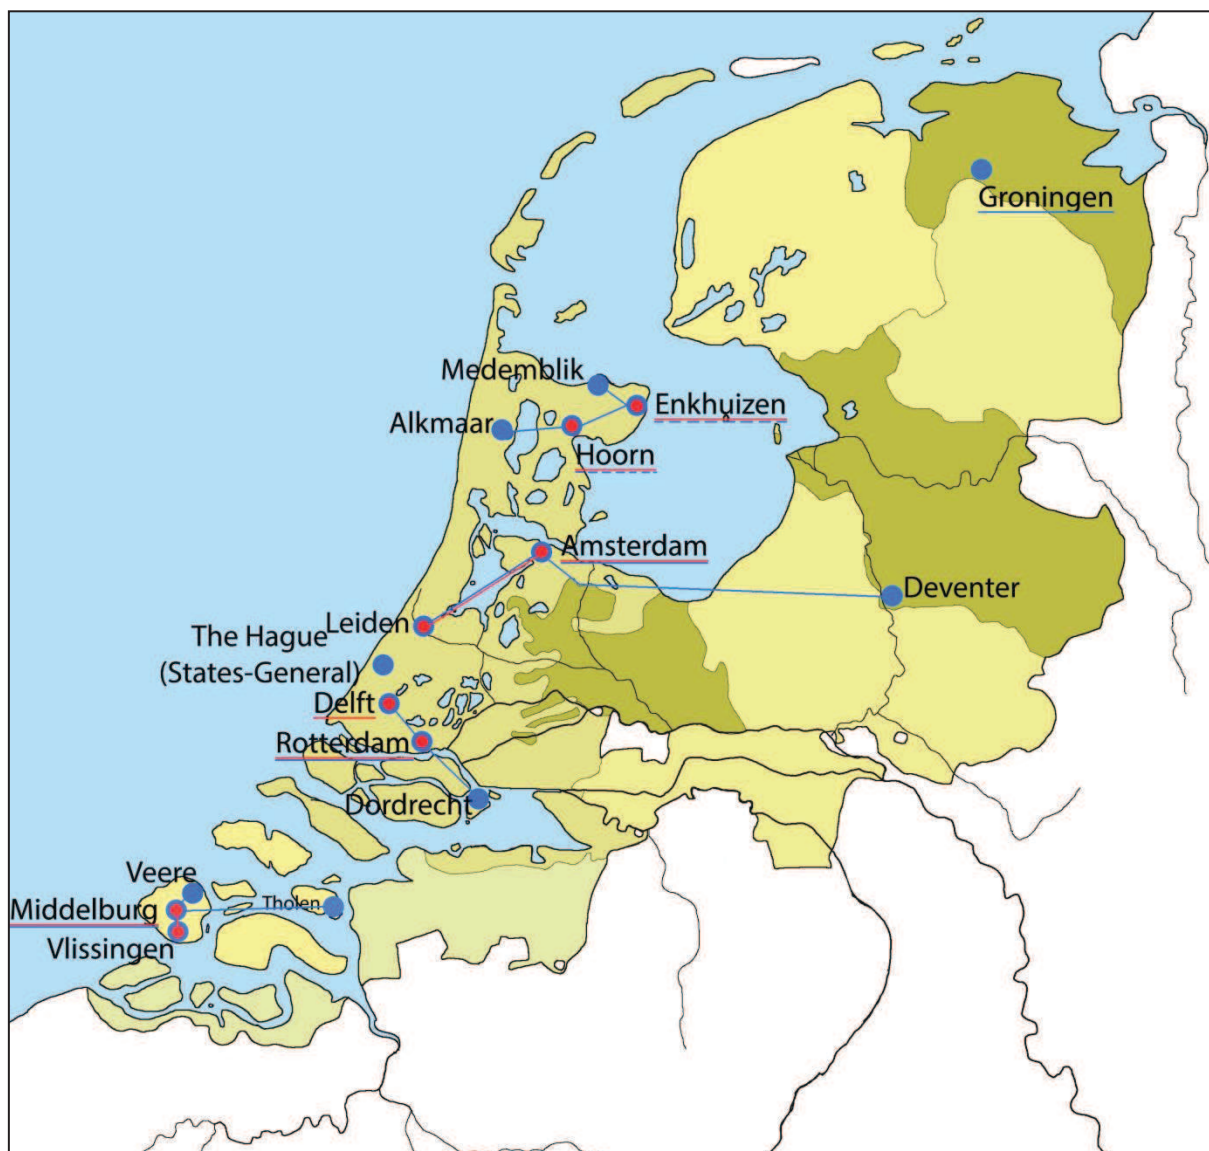 Groningen
Medemblik
Enkhuizen
Alkmaar
Hoorn
Amsterdam
Deventer
Leiden
The Hague
(States-General)
Delft
Rotterdam
Dordrecht
Veere
Tholen
Middelburg
Vlissingen